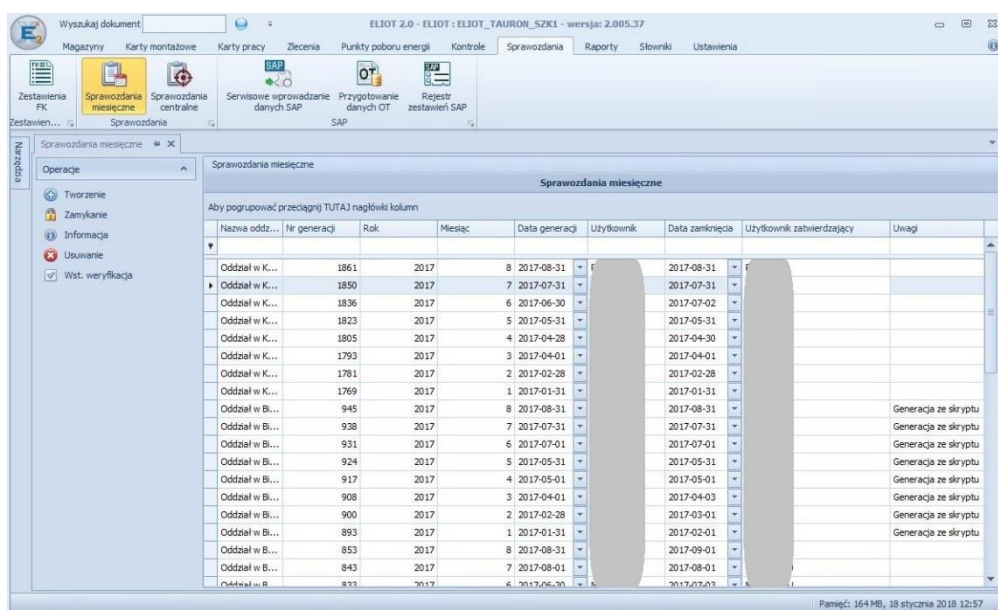 Wyszukaj dokument
ELIOT 2.0 - ELIOT : ELIOT_TAURON_SZK1 - wersja: 2.005.37
Magazyny Karty montażowe Karty pracy Zlecenia Punkty poboru energii Kontrole Sprawozdania Raporty Słowniki Ustawienia
Zestawienia FK
Sprawozdania miesięczne
Sprawozdania centralne
SAP
Serwisowe wprowadzanie danych SAP
OT
Przygotowanie danych OT
SAP
Rejestr zestawień SAP
Zestawien... Sprawozdania SAP
Narzędzia
Sprawozdania miesięczne
Operacje
Tworzenie
Zamykanie
Informacja
Usuwanie
Wst. weryfikacja
Sprawozdania miesięczne
Sprawozdania miesięczne
Aby pogrupować przeciągnij TUTAJ nagłówki kolumn
Nazwa oddz... Nr generacji Rok Miesiąc Data generacji Użytkownik Data zamknięcia Użytkownik zatwierdzający Uwagi
Oddział w K... 1861 2017 8 2017-08-31 2017-08-31
Oddział w K... 1850 2017 7 2017-07-31 2017-07-31
Oddział w K... 1836 2017 6 2017-06-30 2017-07-02
Oddział w K... 1823 2017 5 2017-05-31 2017-05-31
Oddział w K... 1805 2017 4 2017-04-28 2017-04-30
Oddział w K... 1793 2017 3 2017-04-01 2017-04-01
Oddział w K... 1781 2017 2 2017-02-28 2017-02-28
Oddział w K... 1769 2017 1 2017-01-31 2017-01-31
Oddział w Bi... 945 2017 8 2017-08-31 2017-08-31 Generacja ze skryptu
Oddział w Bi... 938 2017 7 2017-07-31 2017-07-31 Generacja ze skryptu
Oddział w Bi... 931 2017 6 2017-07-01 2017-07-01 Generacja ze skryptu
Oddział w Bi... 924 2017 5 2017-05-31 2017-05-31 Generacja ze skryptu
Oddział w Bi... 917 2017 4 2017-05-01 2017-05-01 Generacja ze skryptu
Oddział w Bi... 908 2017 3 2017-04-01 2017-04-03 Generacja ze skryptu
Oddział w Bi... 900 2017 2 2017-02-28 2017-03-01 Generacja ze skryptu
Oddział w Bi... 893 2017 1 2017-01-31 2017-02-01 Generacja ze skryptu
Oddział w B... 853 2017 8 2017-08-31 2017-09-01
Oddział w B... 843 2017 7 2017-08-01 2017-08-01
Oddział w B... 833 2017 6 2017-06-30 2017-07-03
Pamięć: 164 MB, 18 stycznia 2018 12:57